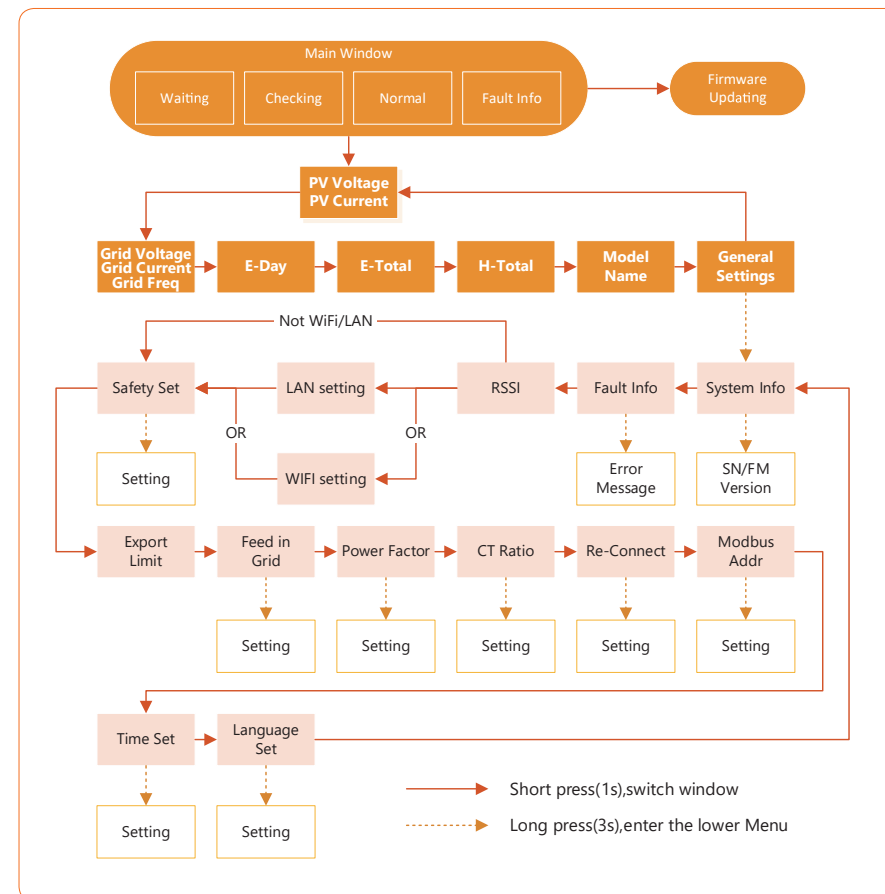 Main Window
Waiting
Checking
Normal
Fault Info
Firmware
Updating
PV Voltage
PV Current
Grid Voltage
Grid Current
Grid Freq
E-Day
E-Total
H-Total
Model
Name
General
Settings
Not WiFi/LAN
Safety Set
LAN setting
RSSI
Fault Info
System Info
OR
OR
Setting
WIFI setting
Error
Message
SN/FM
Version
Export
Limit
Feed in
Grid
Power Factor
CT Ratio
Re-Connect
Modbus
Addr
Setting
Setting
Setting
Setting
Setting
Time Set
Language
Set
Short press(1s),switch window
Long press(3s),enter the lower Menu
Setting
Setting